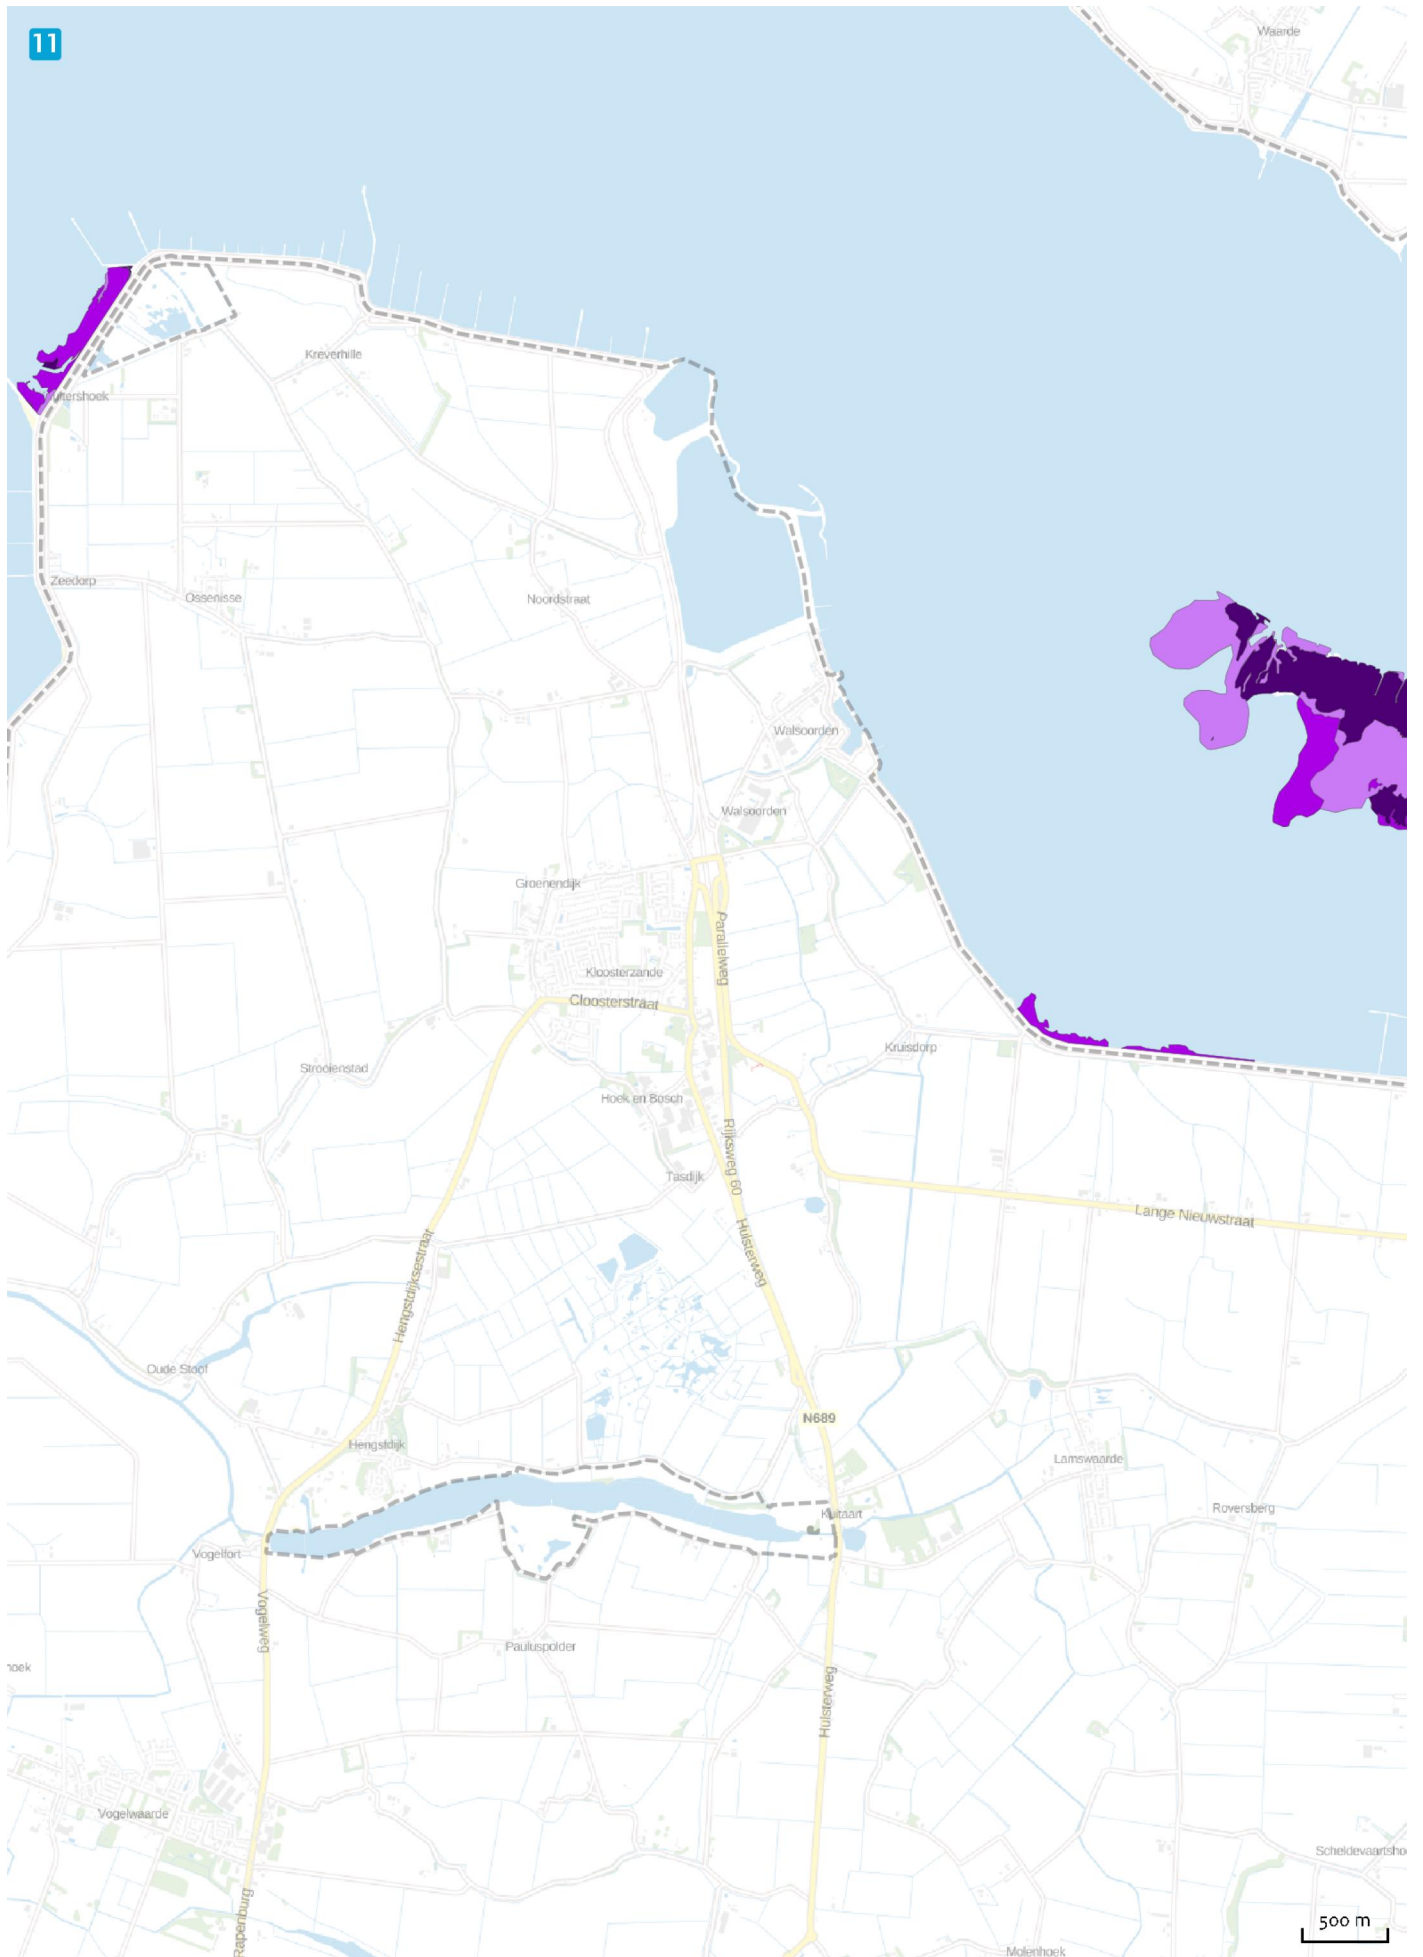 11
Waarde
Kreverhille
Zeedorp
Ossenisse
Noordstraat
Walsoorden
Walsoorden
Groenendijk
Parallelweg
Kloosterzande
Cloosterstraat
Kruisdorp
Strooienstad
Hoek en Bosch
Rijksweg 60
Tasdijk
Lange Nieuwstraat
Hulsterweg
Hengstdijksestraat
Oude Stoof
N689
Hengstdijk
Lamswaarde
Roversberg
Kuitaart
Vogelfort
Vogelweg
Pauluspolder
hoek
Hulsterweg
Vogelwaarde
Scheldevaartsho
Rapenburg
500 m
Molenhoek